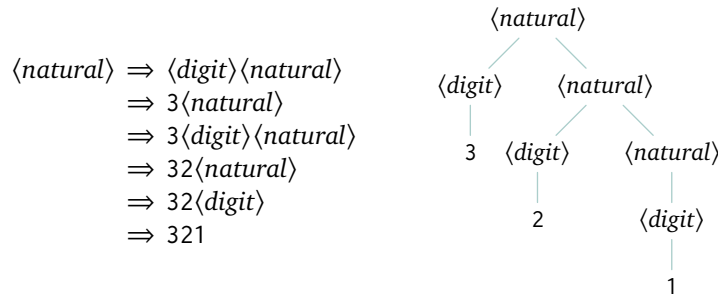 ⟨natural⟩ ⇒ ⟨digit⟩⟨natural⟩
⇒ 3⟨natural⟩
⇒ 3⟨digit⟩⟨natural⟩
⇒ 32⟨natural⟩
⇒ 32⟨digit⟩
⇒ 321
⟨natural⟩
⟨digit⟩ ⟨natural⟩
3 ⟨digit⟩ ⟨natural⟩
2 ⟨digit⟩
1